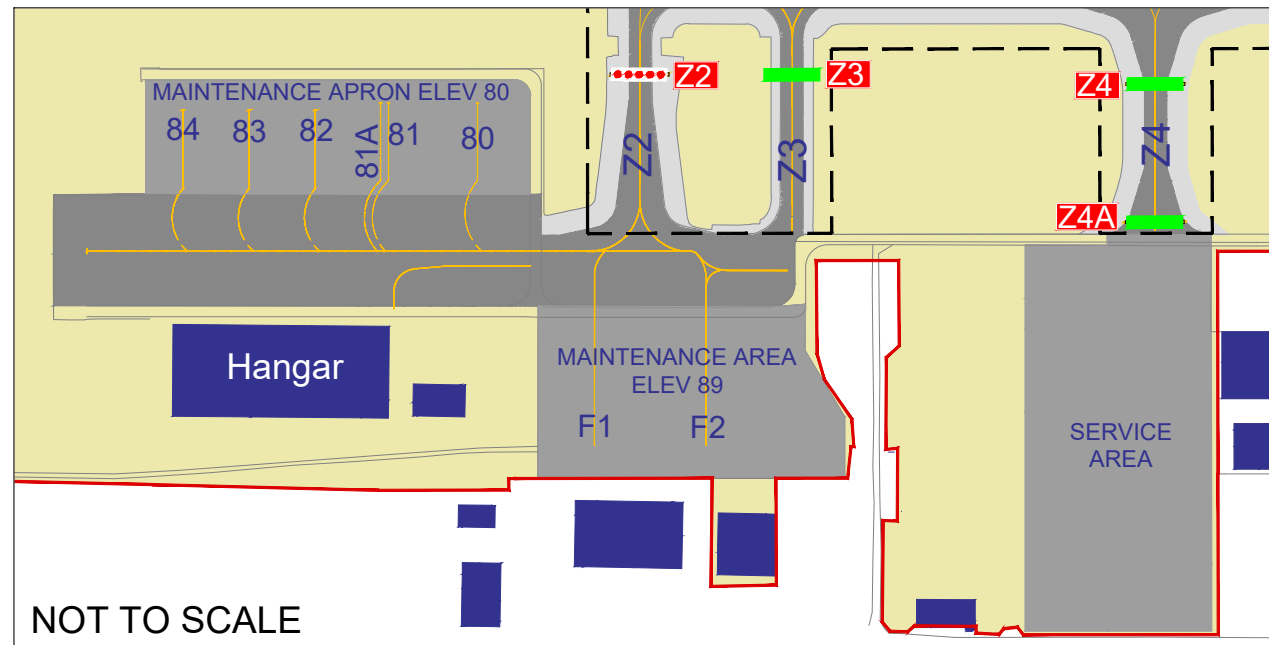 Z2
Z3
Z4
MAINTENANCE APRON ELEV 80
84
83
82
81A
81
80
Z2
Z3
Z4
Z4A
Hangar
MAINTENANCE AREA
ELEV 89
F1
F2
SERVICE
AREA
NOT TO SCALE